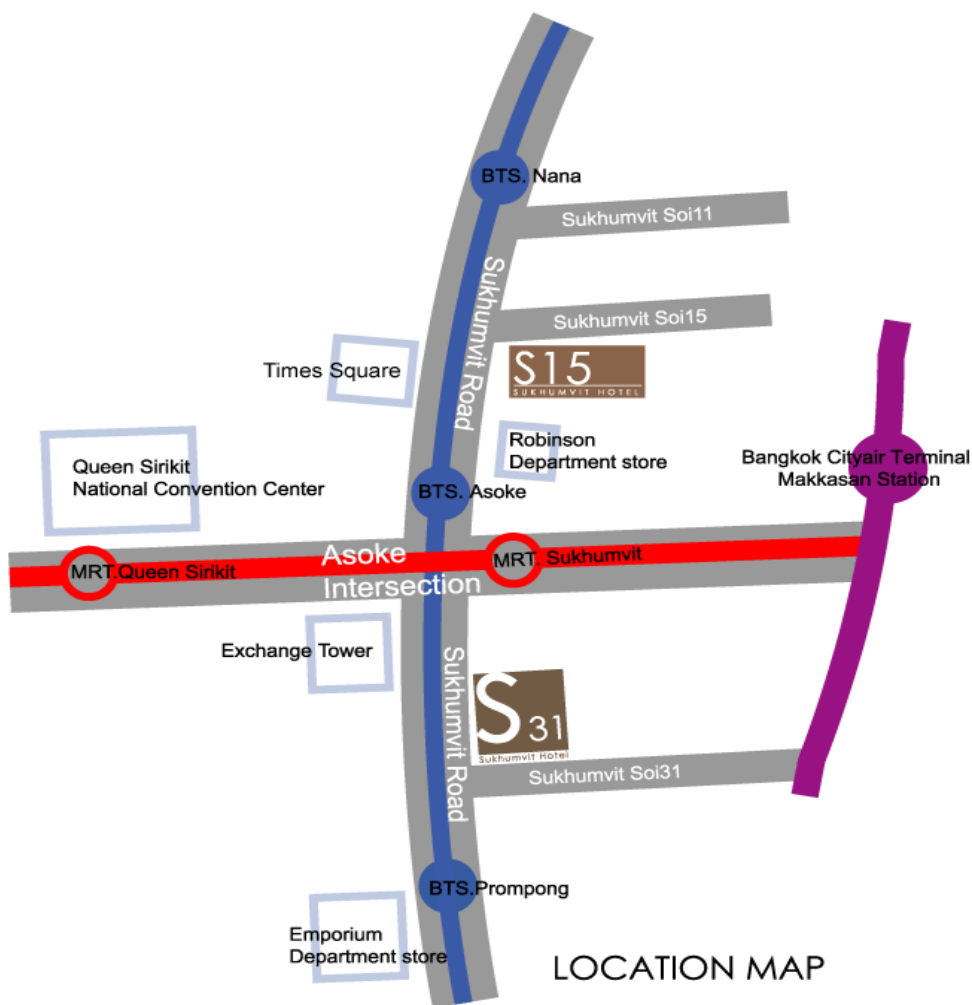 BTS. Nana
Sukhumvit Soi11
Sukhumvit Road
Sukhumvit Soi15
Times Square
S15
SUKHUMVIT HOTEL
Robinson
Department store
Queen Sirikit
National Convention Center
Bangkok Cityair Terminal
Makkasan Station
BTS. Asoke
Asoke
Intersection
MRT. Sukhumvit
MRT.Queen Sirikit
Exchange Tower
Sukhumvit Road
S 31
Sukhumvit Hotel
Sukhumvit Soi31
BTS.Prompong
Emporium
Department store
LOCATION MAP